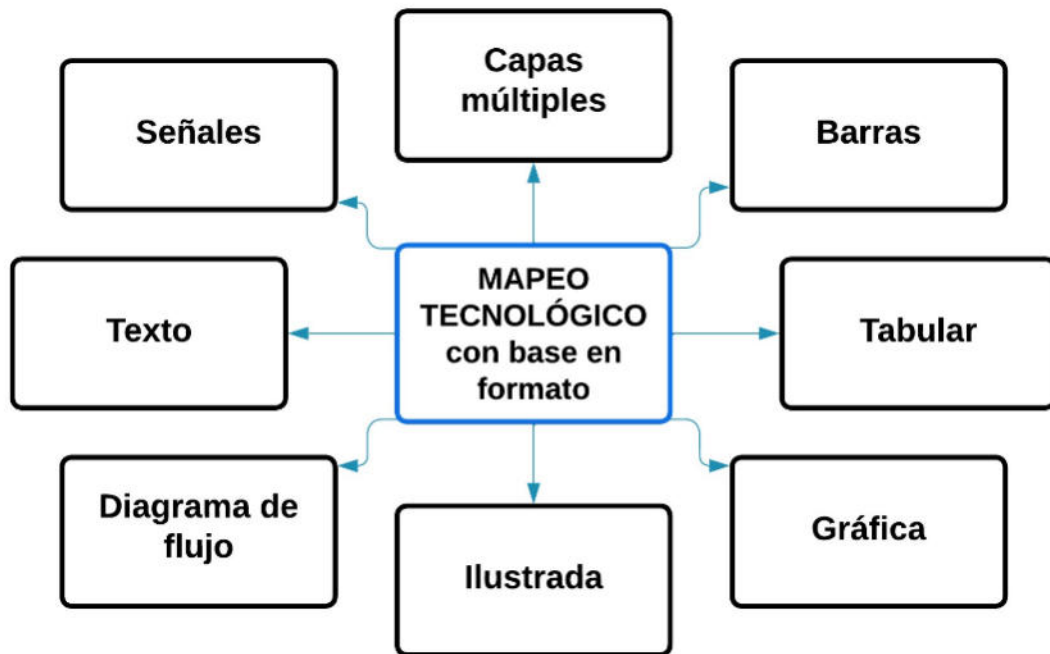 Capas
múltiples
Señales
Barras
MAPEO
TECNOLÓGICO
con base en
formato
Texto
Tabular
Diagrama de
flujo
Ilustrada
Gráfica